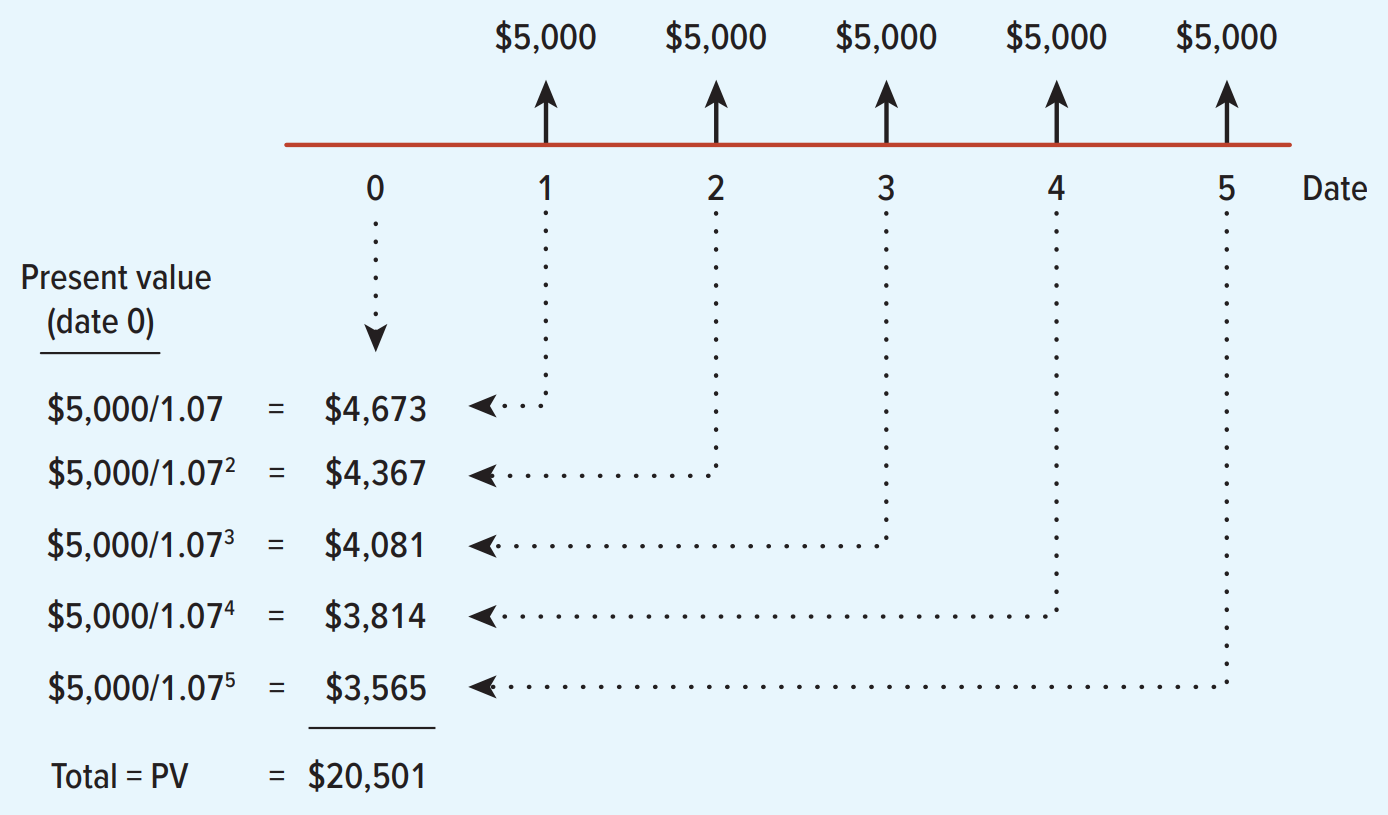 $5,000 $5,000 $5,000 $5,000 $5,000
0 1 2 3 4 5 Date
Present value
(date 0)
$5,000/1.07 = $4,673
$5,000/1.07² = $4,367
$5,000/1.07³ = $4,081
$5,000/1.07⁴ = $3,814
$5,000/1.07⁵ = $3,565
Total = PV = $20,501